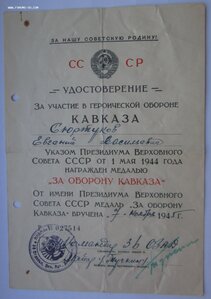 ЗА НАШУ СОВЕТСКУЮ РОДИНУ!
СС СР
УДОСТОВЕРЕНИЕ
ЗА УЧАСТИЕ В ГЕРОИЧЕСКОЙ ОБОРОНЕ
КАВКАЗА
Сюртуков
Евгений
УКАЗОМ ПРЕЗИДИУМА ВЕРХОВНОГО
СОВЕТА СССР ОТ 1 МАЯ 1944 ГОДА
НАГРАЖДЕН МЕДАЛЬЮ
„ЗА ОБОРОНУ КАВКАЗА“
ОТ ИМЕНИ ПРЕЗИДИУМА ВЕРХОВНОГО
СОВЕТА СССР МЕДАЛЬ „ЗА ОБОРОНУ
КАВКАЗА“ ВРУЧЕНА „7“ ноября 194 г.
027514